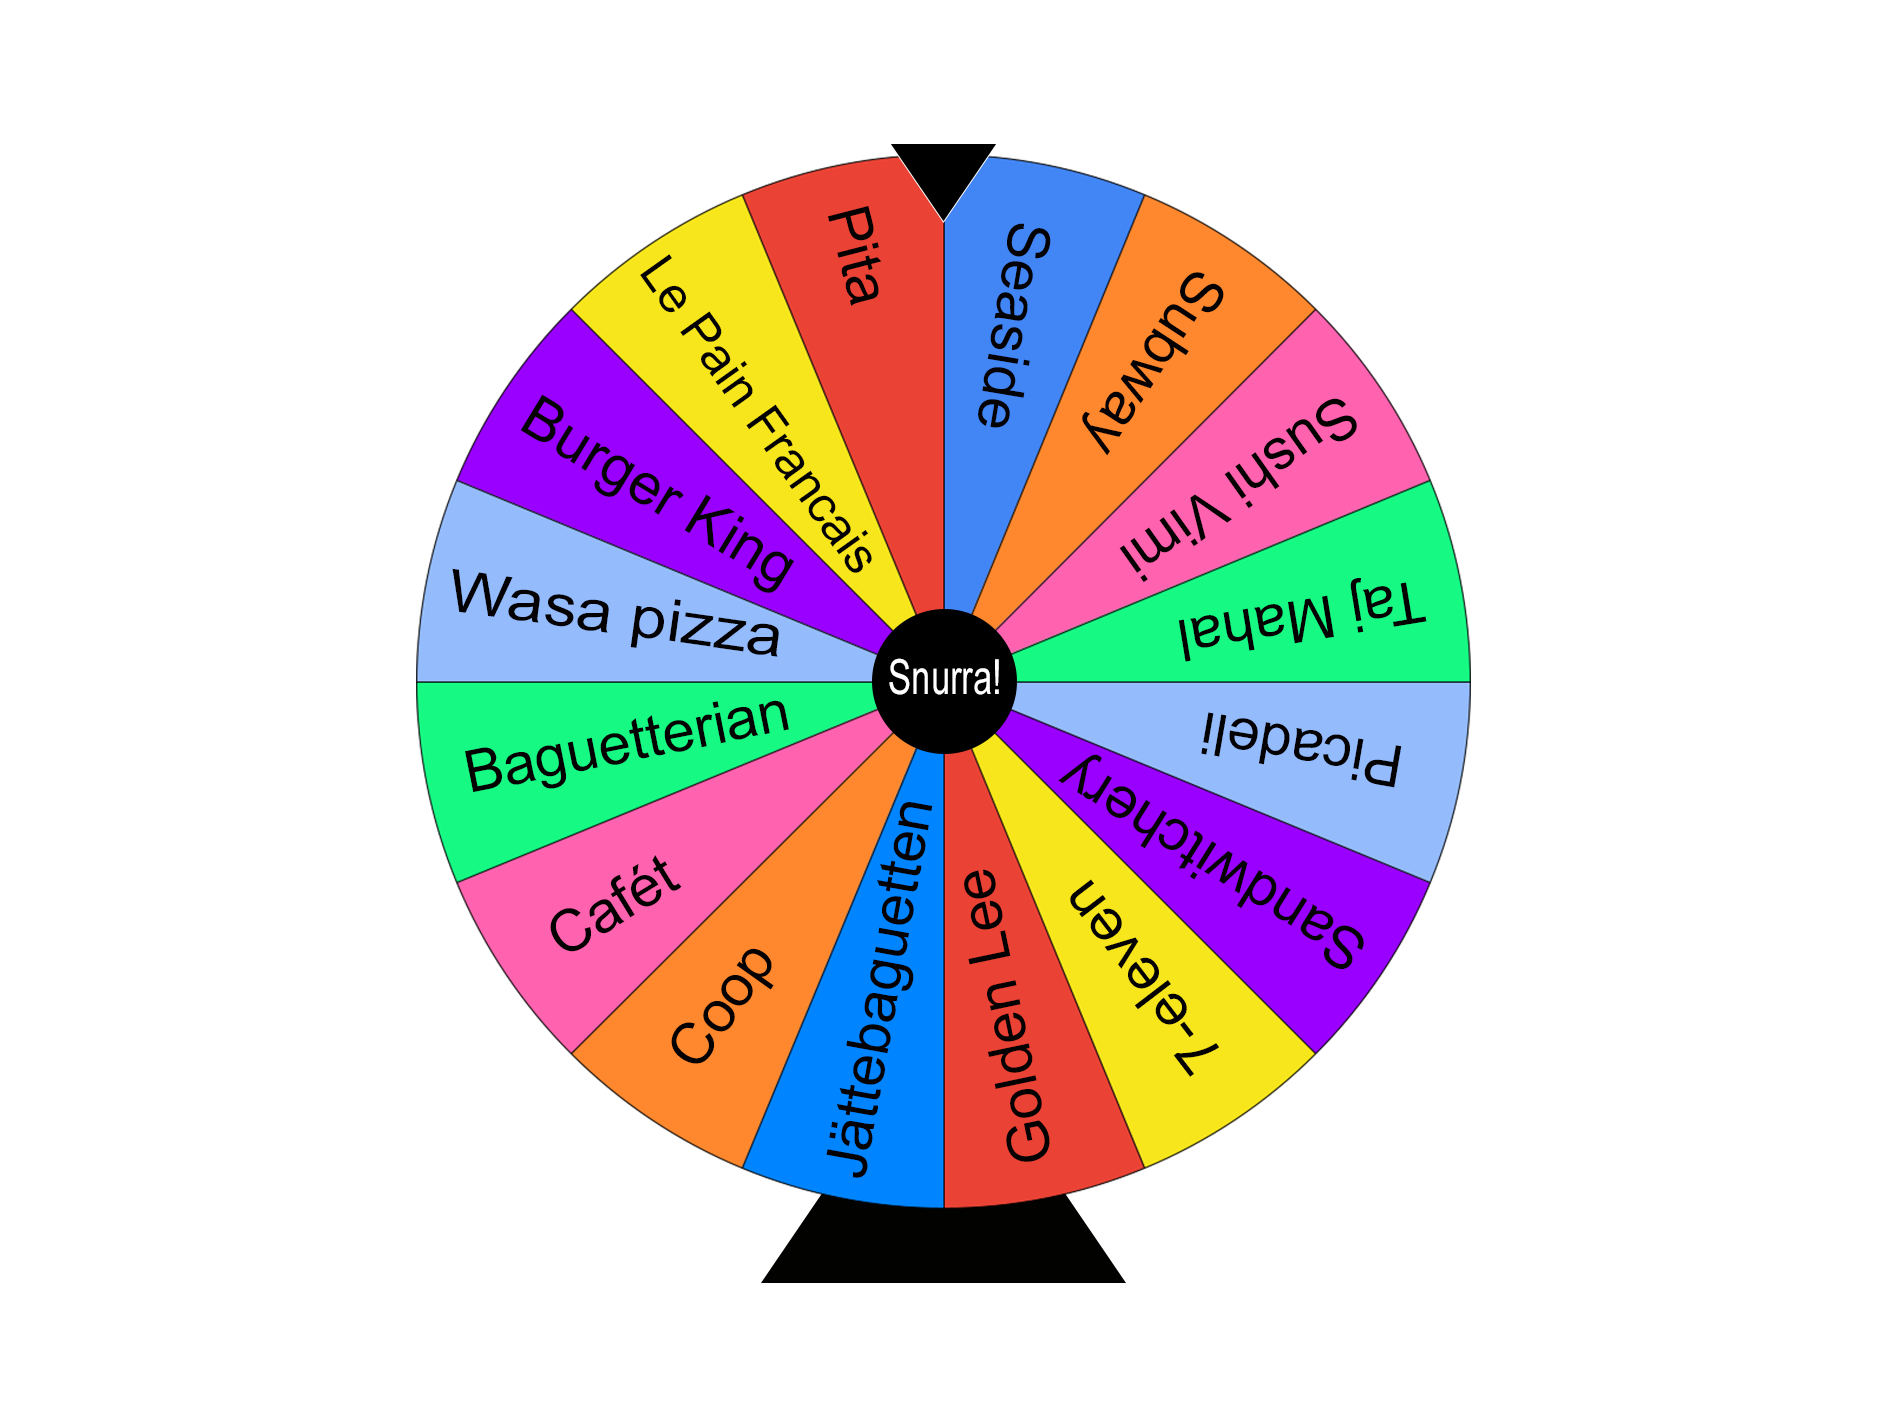 Seaside
Subway
Sushi Vimi
Taj Mahal
Picadeli
Sandwitchery
7-eleven
Golden Lee
Jättebaguetten
Coop
Cafét
Baguetterian
Wasa pizza
Burger King
Le Pain Francais
Pita
Snurra!